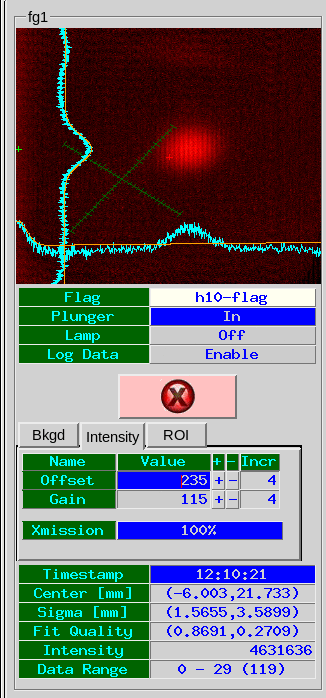 fg1
Flag h10-flag
Plunger In
Lamp Off
Log Data Enable
X
Bkgd Intensity ROI
Name Value + - Incr
Offset 235 + - 4
Gain 115 + - 4
Xmission 100%
Timestamp 12:10:21
Center [mm] (-6.003,21.733)
Sigma [mm] (1.5655,3.5899)
Fit Quality (0.8691,0.2709)
Intensity 4631636
Data Range 0 - 29 (119)